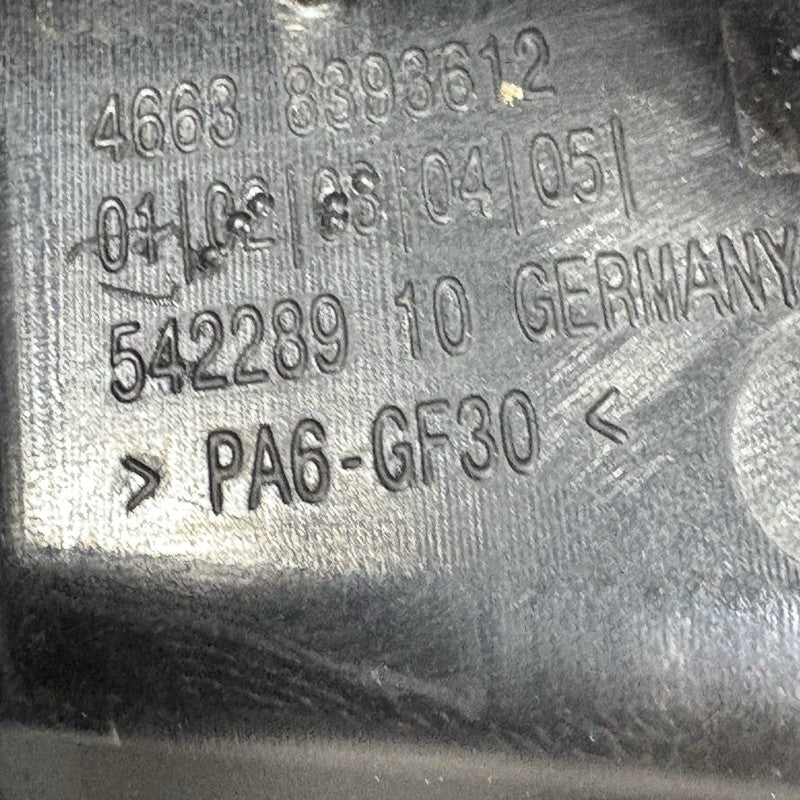 4663 8393612
01|02|03|04|05|
542289 10 GERMANY
> PA6-GF30 <